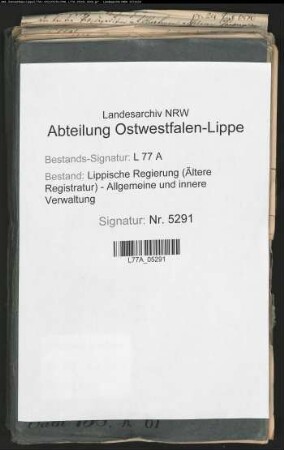 Landesarchiv NRW
Abteilung Ostwestfalen-Lippe
Bestands-Signatur: L 77 A
Bestand: Lippische Regierung (Ältere
Registratur) - Allgemeine und innere
Verwaltung
Signatur: Nr. 5291
L77A_05291